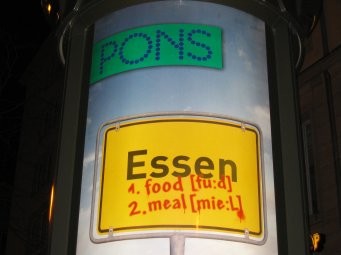 PONS
Essen
1. food [fu:d]
2. meal [mie:L]